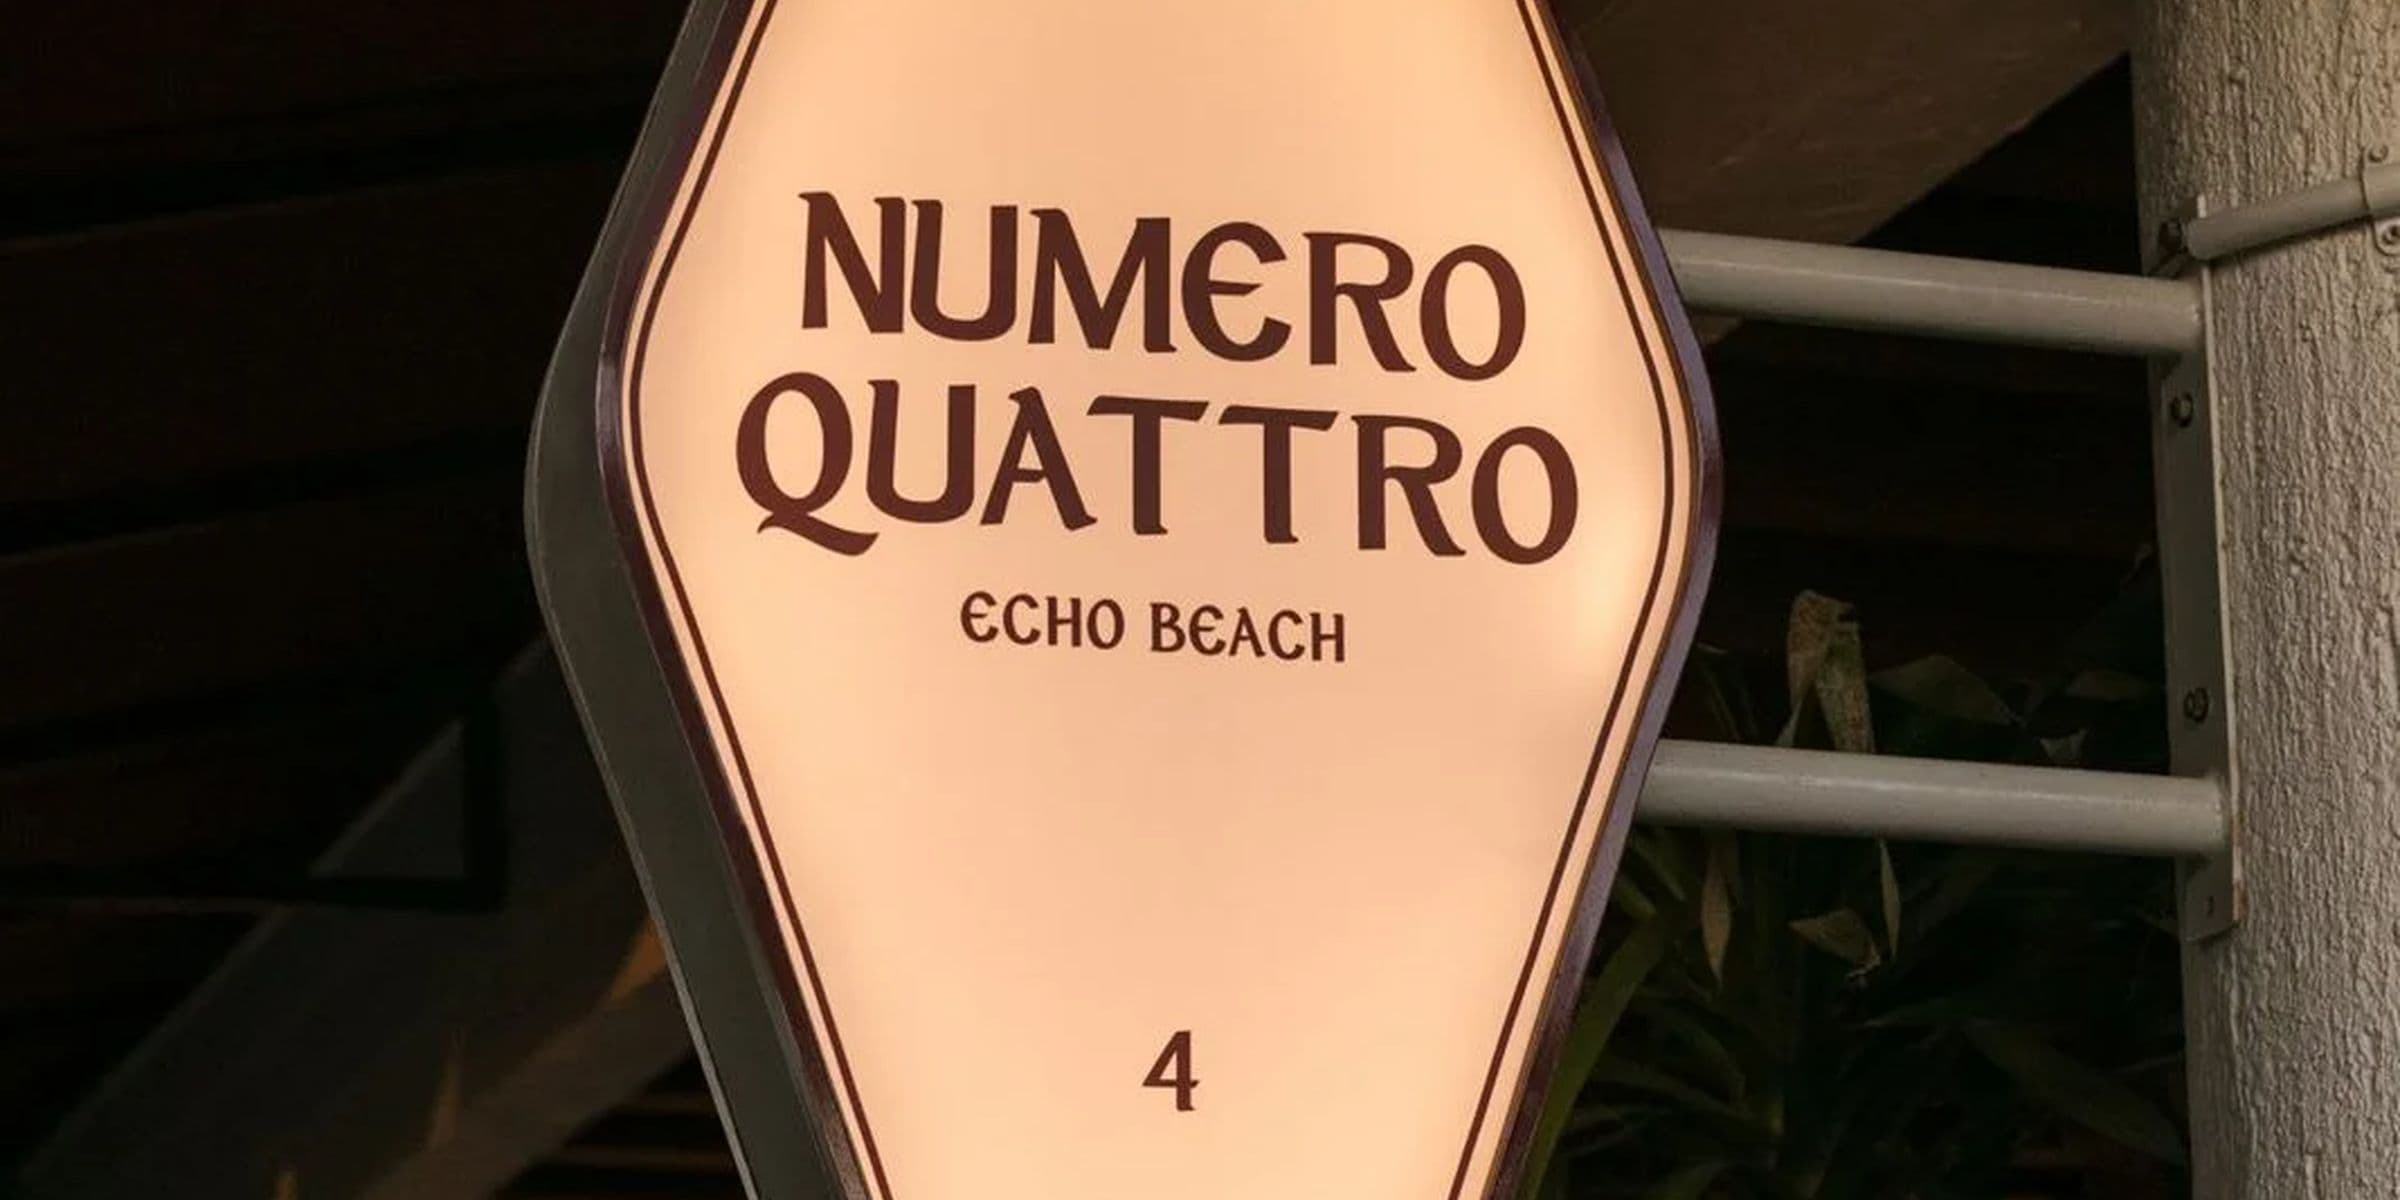 NUMERO
QUATTRO
ECHO BEACH
4